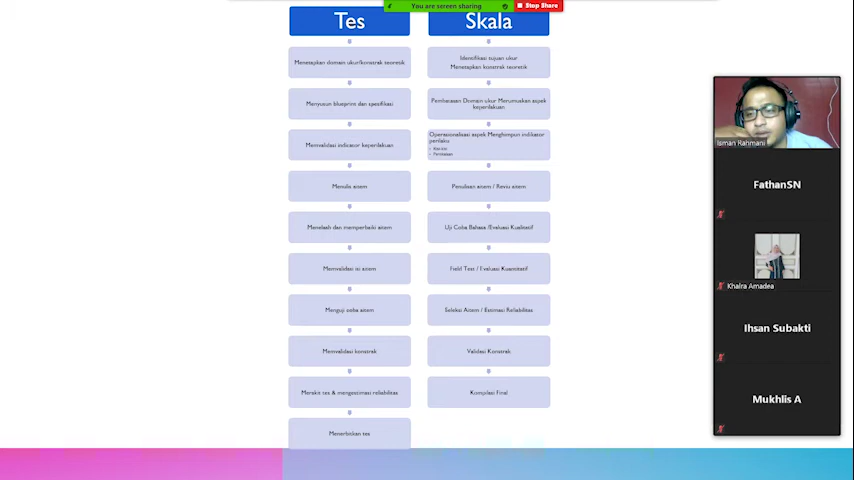 You are screen sharing
Stop Share
Tes
Menetapkan domain ukur/konstrak teoretik
Menyusun blueprint dan spesifikasi
Memvalidasi indikator keperilakuan
Menulis aitem
Menelaah dan memperbaiki aitem
Memvalidasi isi aitem
Menguji coba aitem
Memvalidasi konstrak
Merakit tes & mengestimasi reliabilitas
Menerbitkan tes
Skala
Identifikasi tujuan ukur
Menetapkan konstrak teoretik
Pembatasan Domain ukur Merumuskan aspek
keperilakuan
Operasionalisasi aspek Menghimpun indikator
perilaku
Penulisan aitem / Reviu aitem
Uji Coba Bahasa /Evaluasi Kualitatif
Field Test / Evaluasi Kuantitatif
Seleksi Aitem / Estimasi Reliabilitas
Validasi Konstrak
Kompilasi Final
Isman Rahmani
FathanSN
Khaira Amadea
Ihsan Subakti
Mukhlis A